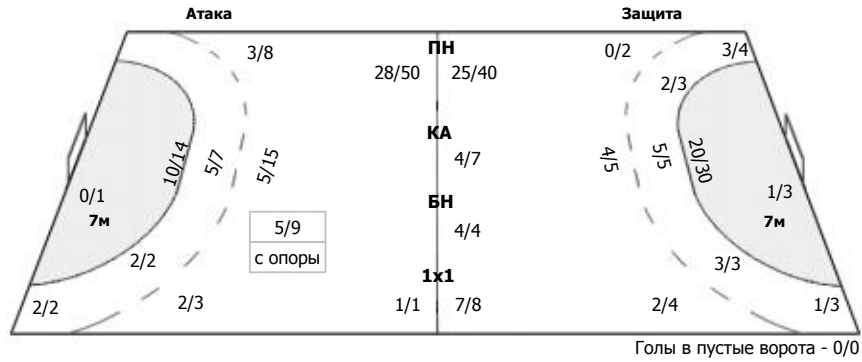 Атака Защита
3/8 ПН 0/2 3/4
28/50 25/40 2/3
10/14 5/7 5/15 КА 4/7 4/5 5/5 20/30
0/1 БН 1/3
7м 5/9 4/4 7м
2/2 с опоры 3/3
1x1
2/2 2/3 1/1 7/8 2/4 1/3
Голы в пустые ворота - 0/0